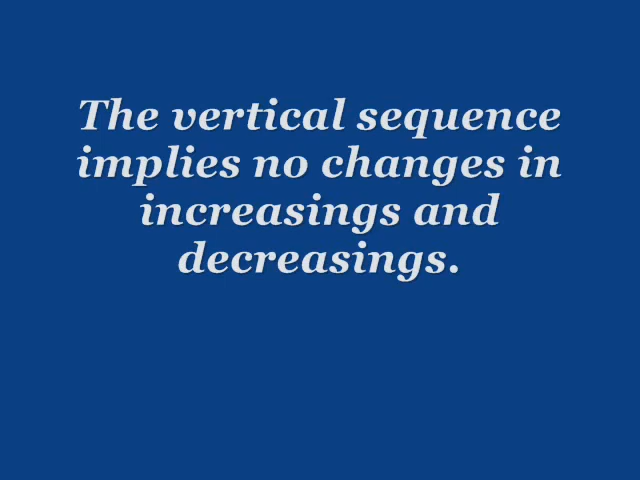 The vertical sequence
implies no changes in
increasings and
decreasings.